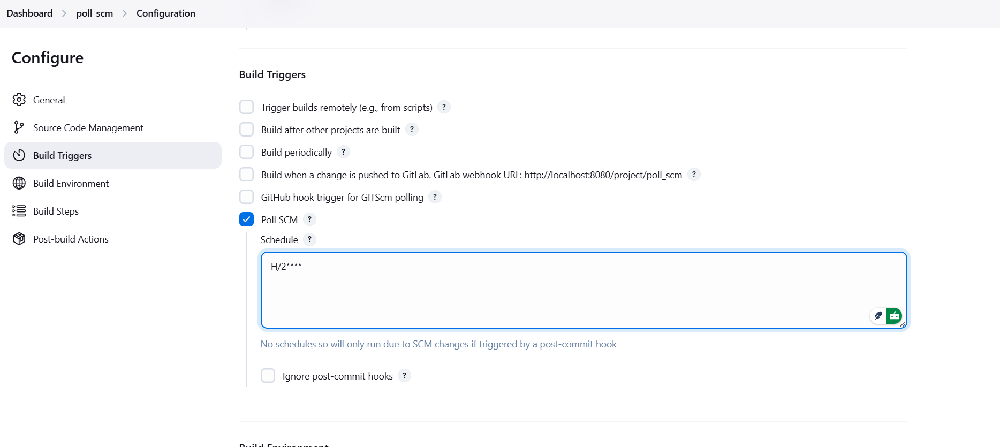 Dashboard > poll_scm > Configuration
Configure
General
Source Code Management
Build Triggers
Build Environment
Build Steps
Post-build Actions
Build Triggers
Trigger builds remotely (e.g., from scripts) ?
Build after other projects are built ?
Build periodically ?
Build when a change is pushed to GitLab. GitLab webhook URL: http://localhost:8080/project/poll_scm ?
GitHub hook trigger for GITScm polling ?
Poll SCM ?
Schedule ?
H/2****
No schedules so will only run due to SCM changes if triggered by a post-commit hook
Ignore post-commit hooks ?
Build Environment